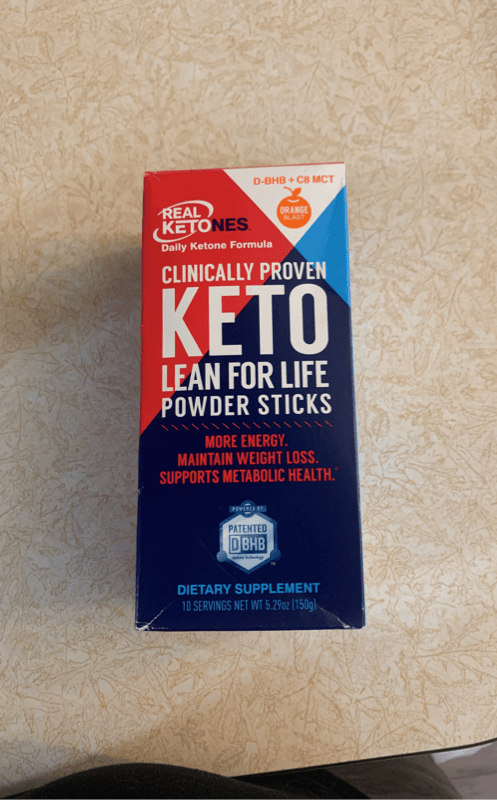 D-BHB + C8 MCT
ORANGE
BLAST
REAL
KETONES
Daily Ketone Formula
CLINICALLY PROVEN
KETO
LEAN FOR LIFE
POWDER STICKS
MORE ENERGY.
MAINTAIN WEIGHT LOSS.
SUPPORTS METABOLIC HEALTH.*
POWERED BY
PATENTED
D BHB
TM
DIETARY SUPPLEMENT
10 SERVINGS NET WT 5.29oz (150g)